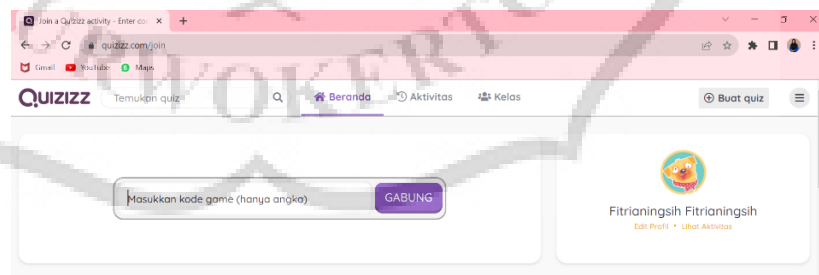 Join a Quizizz activity - Enter co
quizizz.com/join
Gmail YouTube Maps
QUIZIZZ Temukan quiz Beranda Aktivitas Kelas Buat quiz
Masukkan kode game (hanya angka) GABUNG
Fitrianingsih Fitrianingsih
Edit Profil • Lihat Aktivitas
WOKERTO